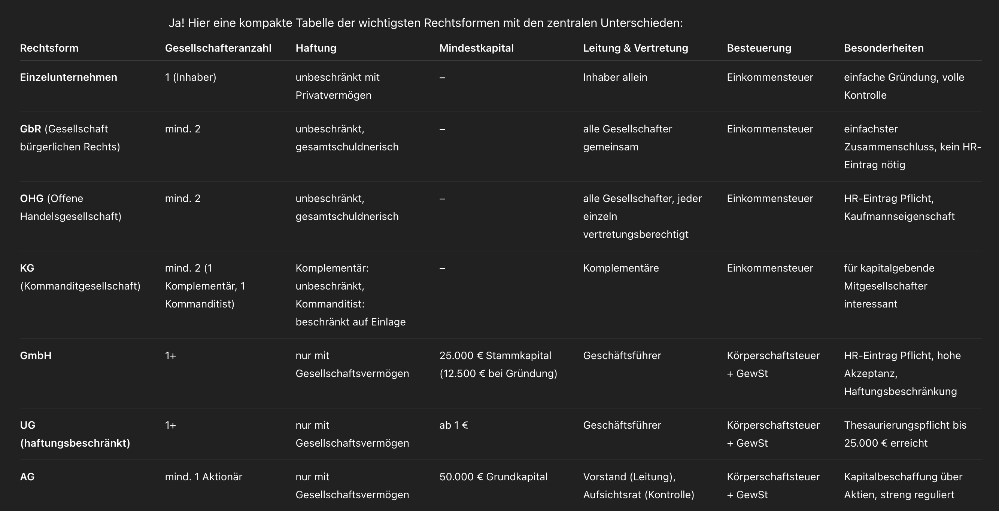 Ja! Hier eine kompakte Tabelle der wichtigsten Rechtsformen mit den zentralen Unterschieden:
Rechtsform Gesellschafteranzahl Haftung Mindestkapital Leitung & Vertretung Besteuerung Besonderheiten
Einzelunternehmen 1 (Inhaber) unbeschränkt mit – Inhaber allein Einkommensteuer einfache Gründung, volle
Privatvermögen Kontrolle
GbR (Gesellschaft mind. 2 unbeschränkt, – alle Gesellschafter Einkommensteuer einfachster
bürgerlichen Rechts) gesamtschuldnerisch gemeinsam Zusammenschluss, kein HR-
Eintrag nötig
OHG (Offene mind. 2 unbeschränkt, – alle Gesellschafter, jeder Einkommensteuer HR-Eintrag Pflicht,
Handelsgesellschaft) gesamtschuldnerisch einzeln Kaufmannseigenschaft
vertretungsberechtigt
KG mind. 2 (1 Komplementär: – Komplementäre Einkommensteuer für kapitalgebende
(Kommanditgesellschaft) Komplementär, 1 unbeschränkt, Mitgesellschafter
Kommanditist) Kommanditist: interessant
beschränkt auf Einlage
GmbH 1+ nur mit 25.000 € Stammkapital Geschäftsführer Körperschaftsteuer HR-Eintrag Pflicht, hohe
Gesellschaftsvermögen (12.500 € bei Gründung) + GewSt Akzeptanz,
Haftungsbeschränkung
UG 1+ nur mit ab 1 € Geschäftsführer Körperschaftsteuer Thesaurierungspflicht bis
(haftungsbeschränkt) Gesellschaftsvermögen + GewSt 25.000 € erreicht
AG mind. 1 Aktionär nur mit 50.000 € Grundkapital Vorstand (Leitung), Körperschaftsteuer Kapitalbeschaffung über
Gesellschaftsvermögen Aufsichtsrat (Kontrolle) + GewSt Aktien, streng reguliert